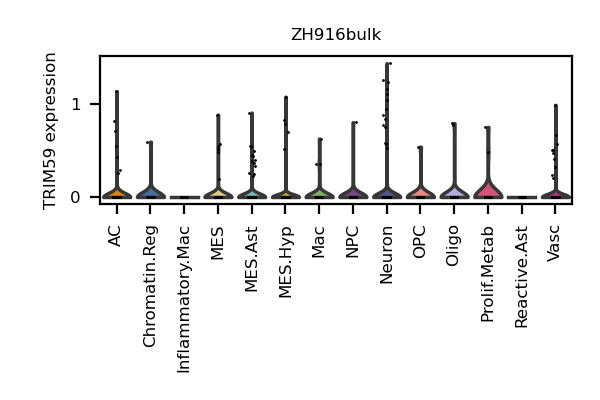 ZH916bulk
TRIM59 expression
1
0
AC
Chromatin.Reg
Inflammatory.Mac
MES
MES.Ast
MES.Hyp
Mac
NPC
Neuron
OPC
Oligo
Prolif.Metab
Reactive.Ast
Vasc